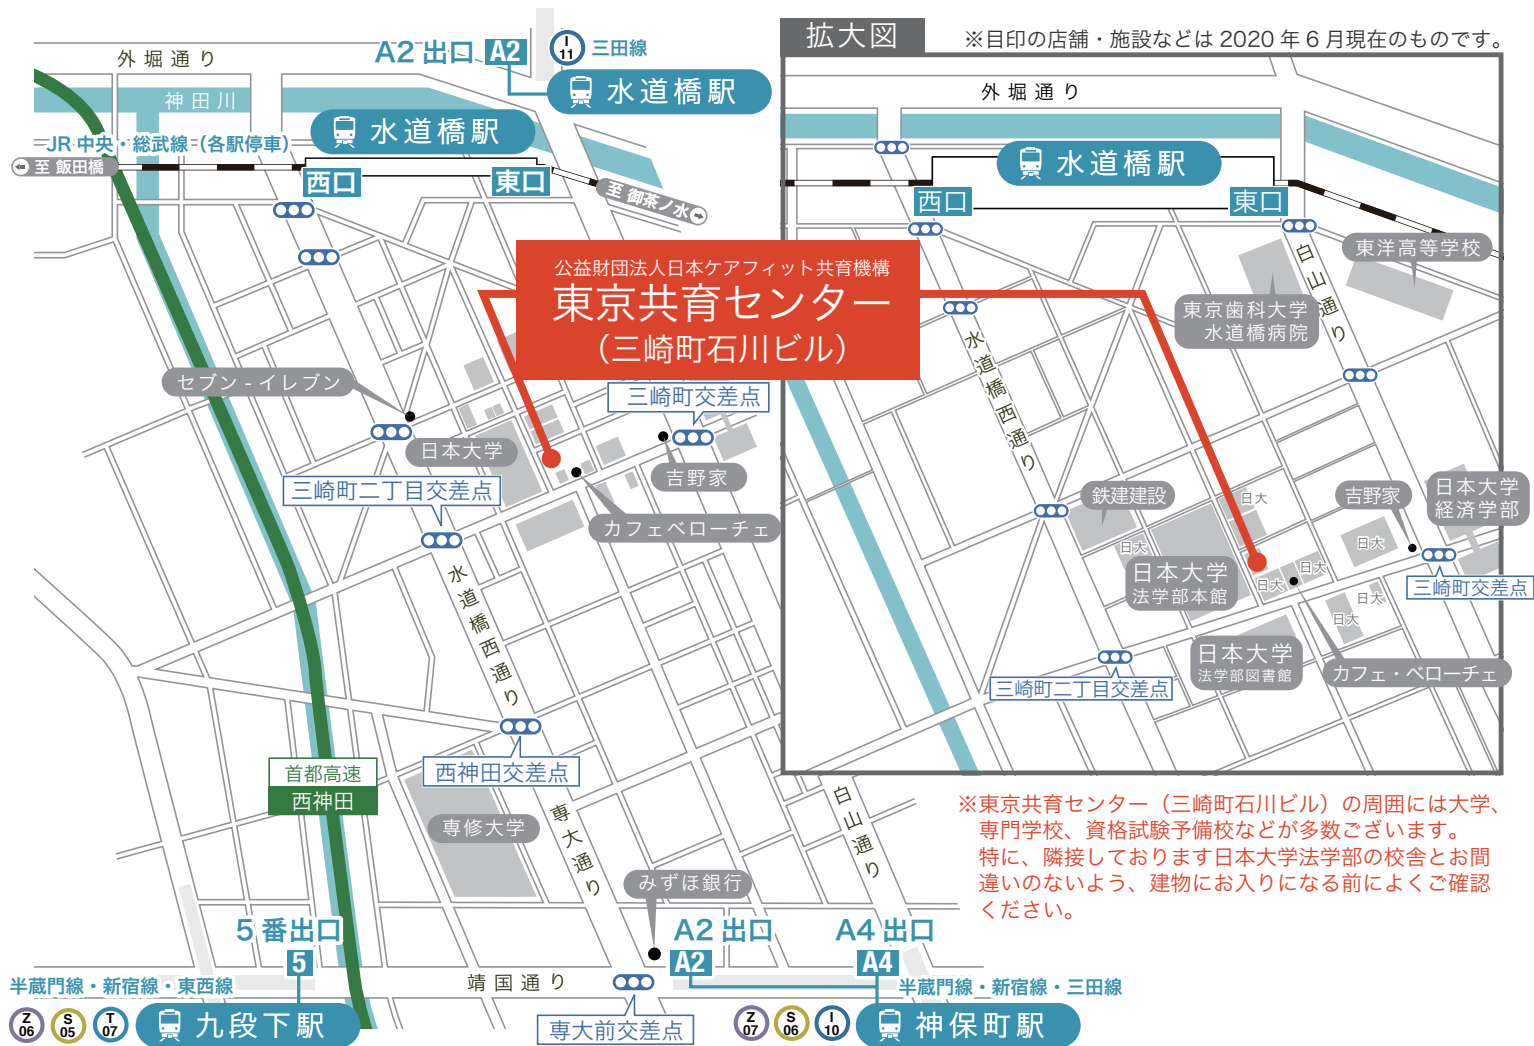 外堀通り
神田川
A2 出口 A2
I 11
三田線
水道橋駅
JR 中央・総武線（各駅停車）
水道橋駅
至 飯田橋
西口
東口
至 御茶ノ水
公益財団法人日本ケアフィット共育機構
東京共育センター
（三崎町石川ビル）
セブン - イレブン
三崎町交差点
日本大学
吉野家
三崎町二丁目交差点
カフェベローチェ
水道橋西通り
首都高速
西神田
西神田交差点
専修大学
専大通り
白山通り
みずほ銀行
5 番出口
5
A2 出口
A2
A4 出口
A4
靖国通り
半蔵門線・新宿線・東西線
Z 06
S 05
T 07
九段下駅
専大前交差点
半蔵門線・新宿線・三田線
Z 07
S 06
I 10
神保町駅
拡大図
※目印の店舗・施設などは 2020 年 6 月現在のものです。
外堀通り
水道橋駅
西口
東口
白山通り
東洋高等学校
東京歯科大学
水道橋病院
水道橋西通り
鉄建建設
日大
日大
吉野家
日本大学
経済学部
日大
日本大学
法学部本館
日大
日大
三崎町交差点
日大
日大
日本大学
法学部図書館
カフェ・ベローチェ
三崎町二丁目交差点
※東京共育センター（三崎町石川ビル）の周囲には大学、
専門学校、資格試験予備校などが多数ございます。
特に、隣接しております日本大学法学部の校舎とお間
違いのないよう、建物にお入りになる前によくご確認
ください。